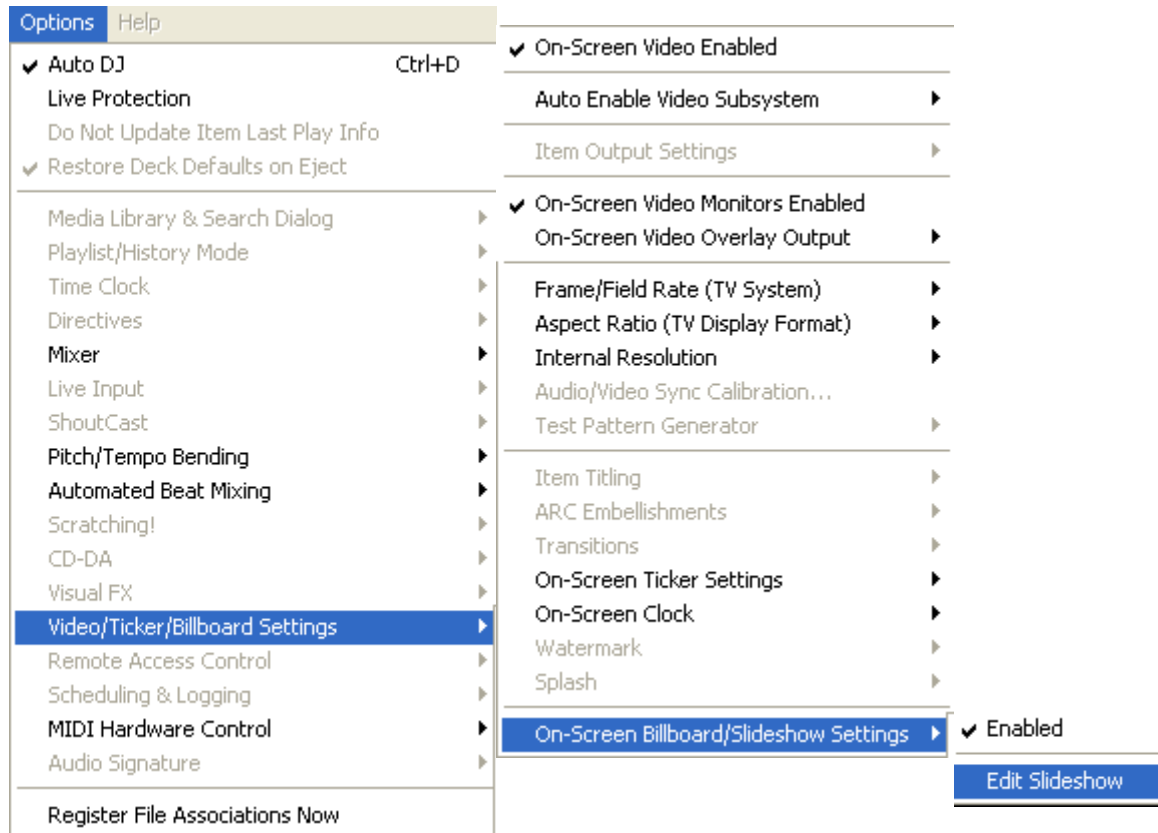 Options Help
Auto DJ Ctrl+D
Live Protection
Do Not Update Item Last Play Info
Restore Deck Defaults on Eject
Media Library & Search Dialog
Playlist/History Mode
Time Clock
Directives
Mixer
Live Input
ShoutCast
Pitch/Tempo Bending
Automated Beat Mixing
Scratching!
CD-DA
Visual FX
Video/Ticker/Billboard Settings
Remote Access Control
Scheduling & Logging
MIDI Hardware Control
Audio Signature
Register File Associations Now
On-Screen Video Enabled
Auto Enable Video Subsystem
Item Output Settings
On-Screen Video Monitors Enabled
On-Screen Video Overlay Output
Frame/Field Rate (TV System)
Aspect Ratio (TV Display Format)
Internal Resolution
Audio/Video Sync Calibration...
Test Pattern Generator
Item Titling
ARC Embellishments
Transitions
On-Screen Ticker Settings
On-Screen Clock
Watermark
Splash
On-Screen Billboard/Slideshow Settings
Enabled
Edit Slideshow